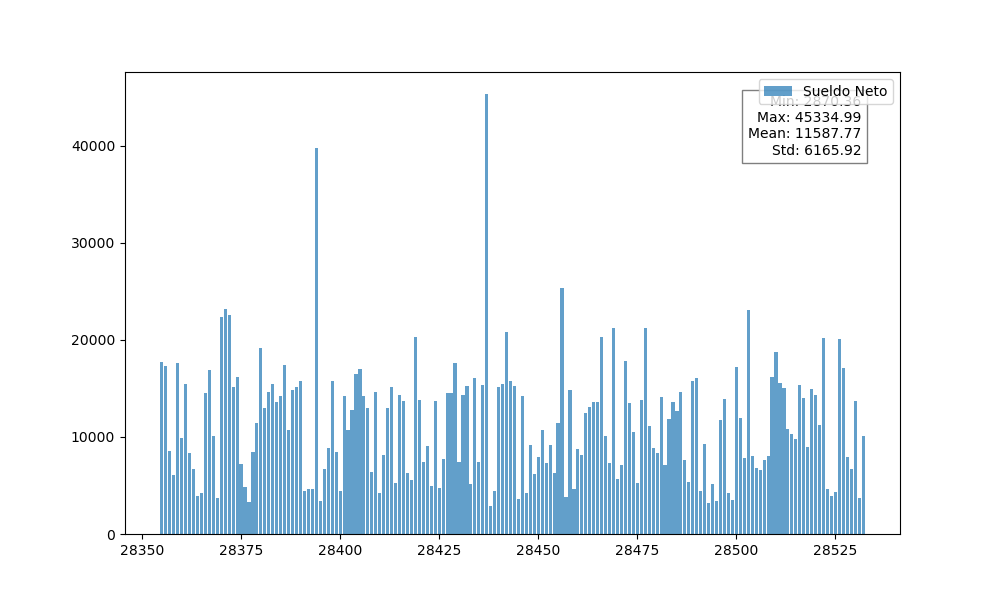 Sueldo Neto
Min: 2870.36
Max: 45334.99
Mean: 11587.77
Std: 6165.92
40000
30000
20000
10000
0
28350 28375 28400 28425 28450 28475 28500 28525